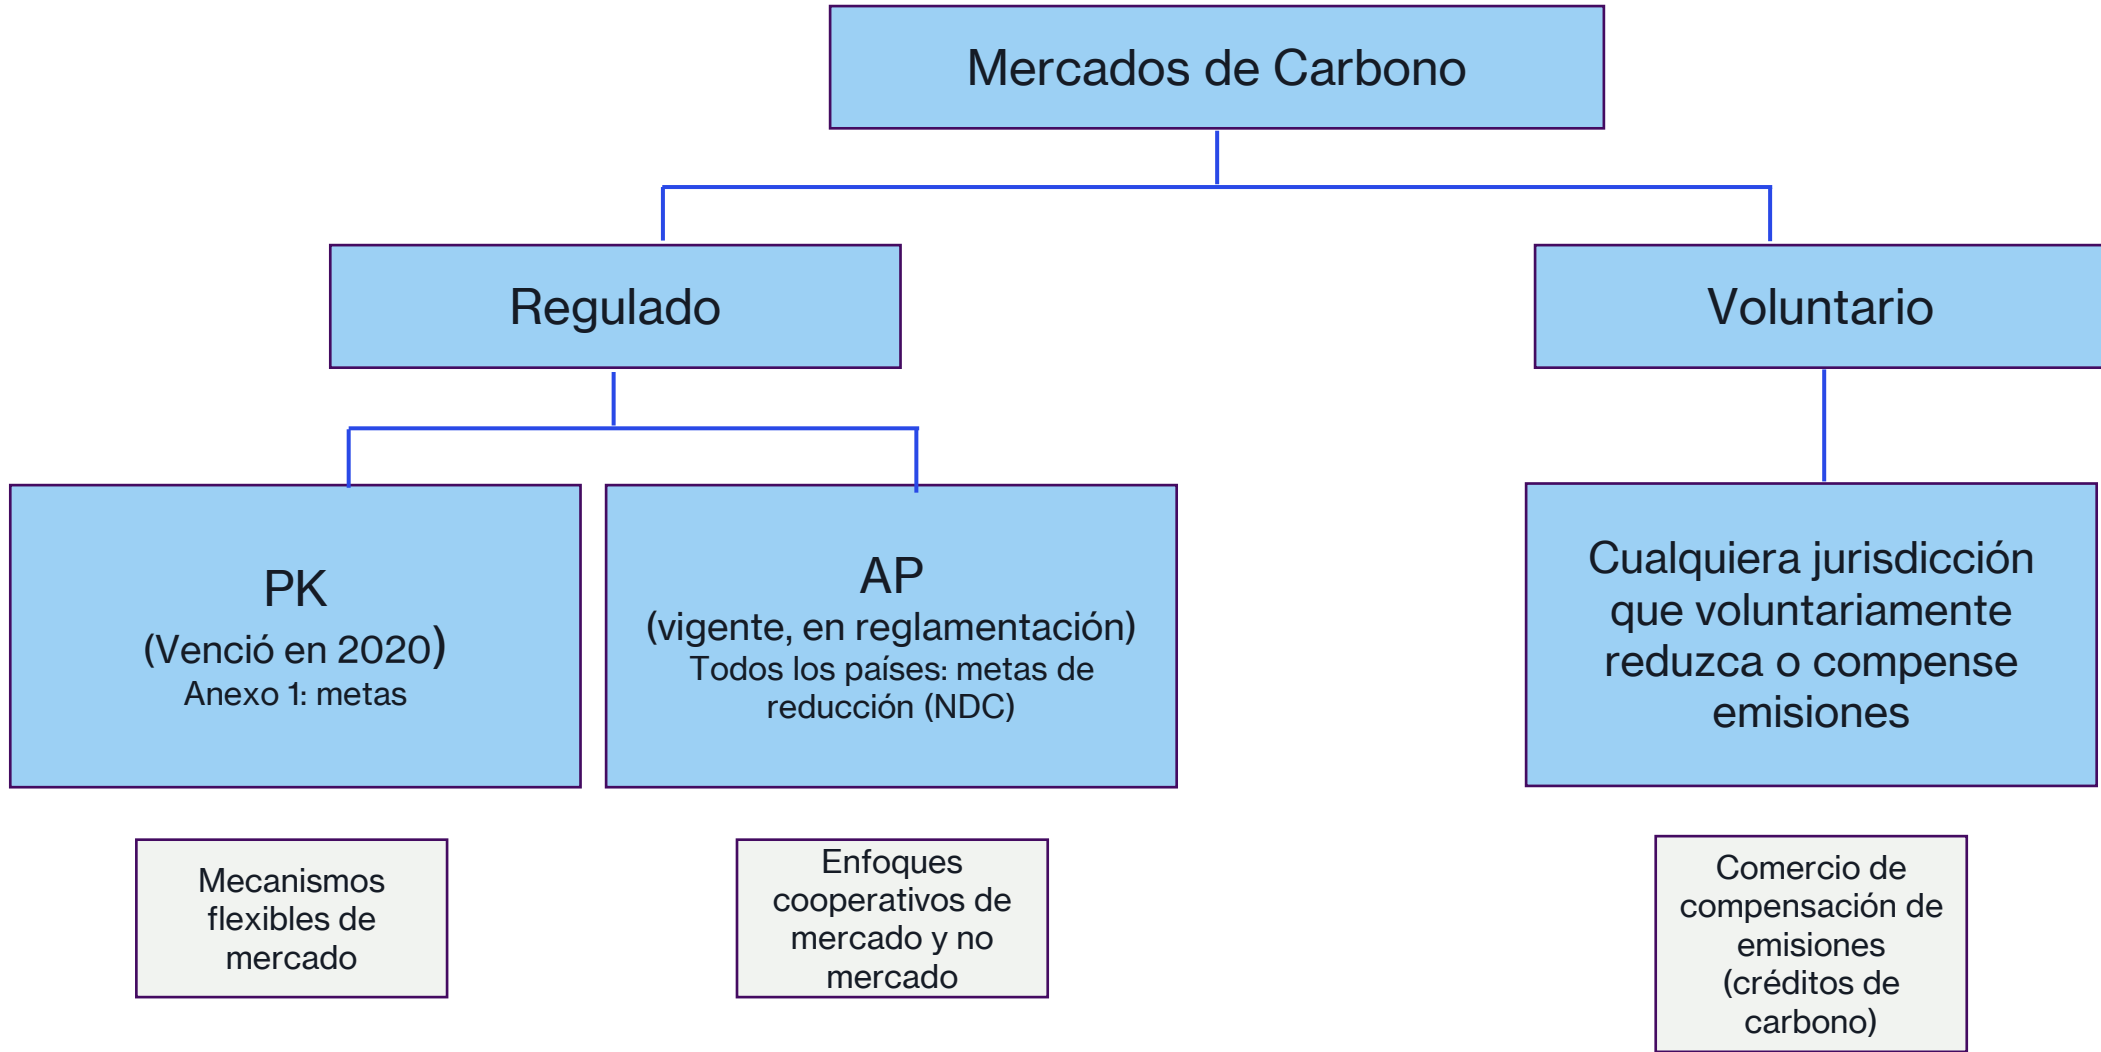 Mercados de Carbono
Regulado
Voluntario
PK
(Venció en 2020)
Anexo 1: metas
AP
(vigente, en reglamentación)
Todos los países: metas de
reducción (NDC)
Cualquiera jurisdicción
que voluntariamente
reduzca o compense
emisiones
Mecanismos
flexibles de
mercado
Enfoques
cooperativos de
mercado y no
mercado
Comercio de
compensación de
emisiones
(créditos de
carbono)